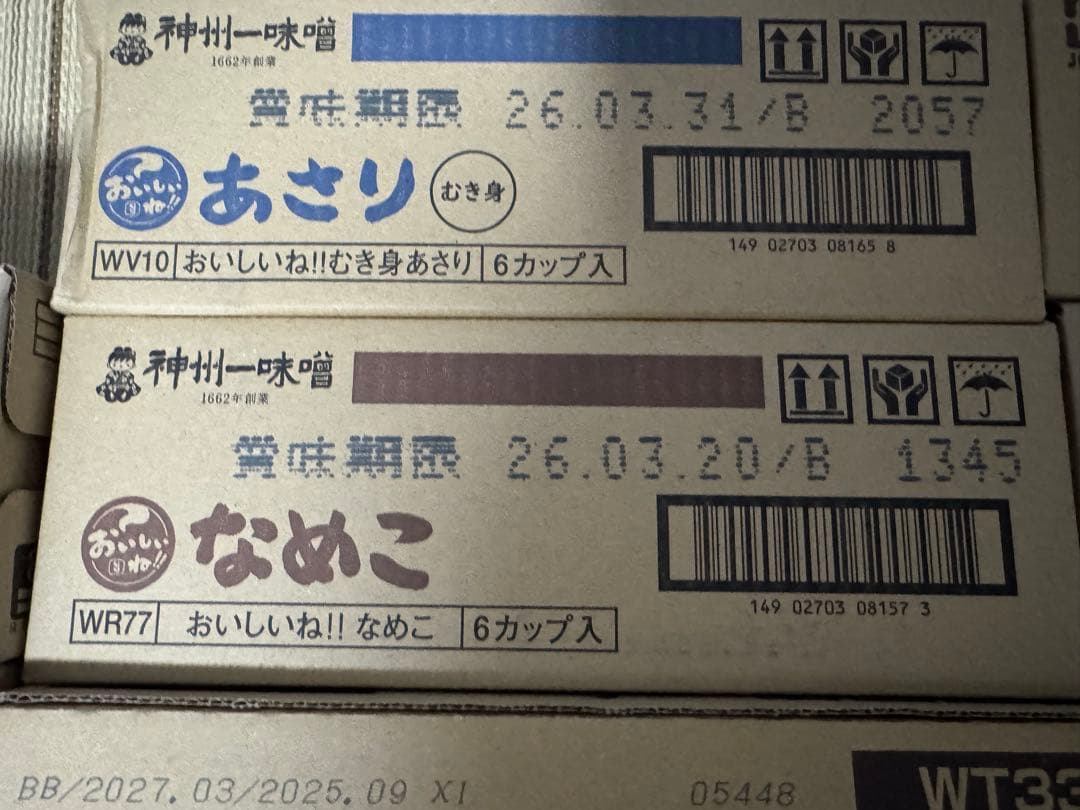 神州一味噌
1662年創業
賞味期限 26.03.31/B 2057
おいしいね!!
あさり
むき身
149 02703 08165 8
WV10 おいしいね!!むき身あさり 6カップ入
神州一味噌
1662年創業
賞味期限 26.03.20/B 1345
おいしいね!!
なめこ
149 02703 08157 3
WR77 おいしいね!! なめこ 6カップ入
BB/2027.03/2025.09 X1 05448
WT33